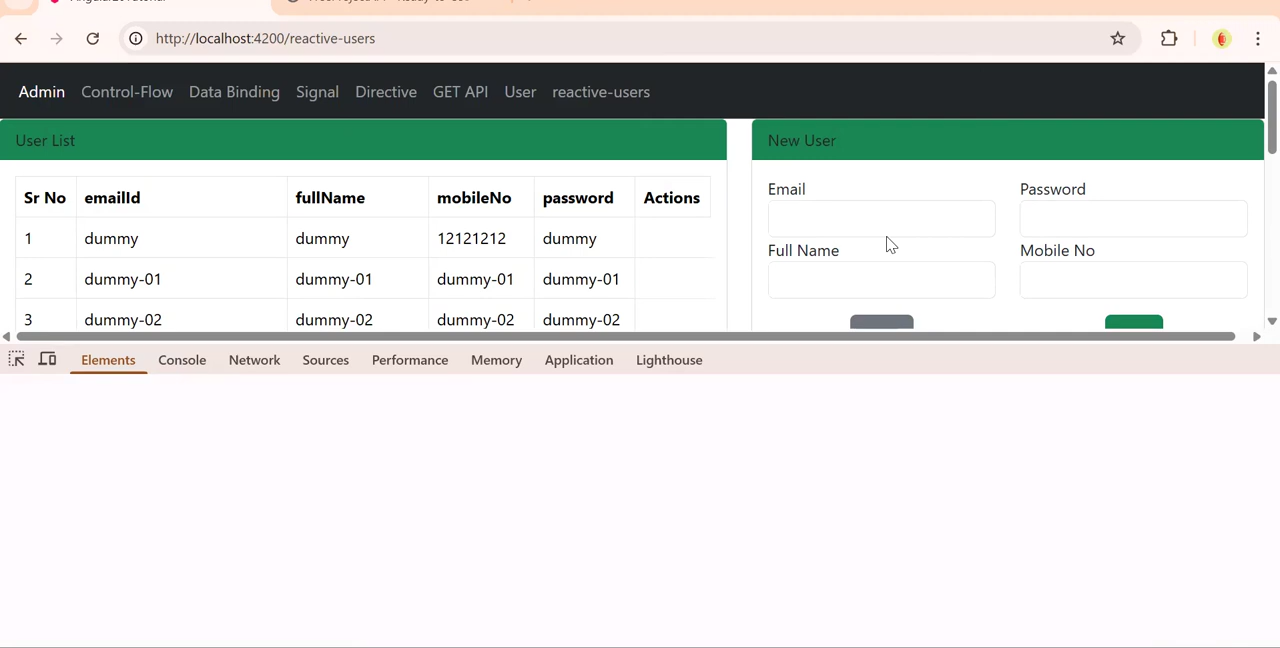 http://localhost:4200/reactive-users
Admin Control-Flow Data Binding Signal Directive GET API User reactive-users
User List
Sr No emailId fullName mobileNo password Actions
1 dummy dummy 12121212 dummy
2 dummy-01 dummy-01 dummy-01 dummy-01
3 dummy-02 dummy-02 dummy-02 dummy-02
New User
Email Password
Full Name Mobile No
Elements Console Network Sources Performance Memory Application Lighthouse